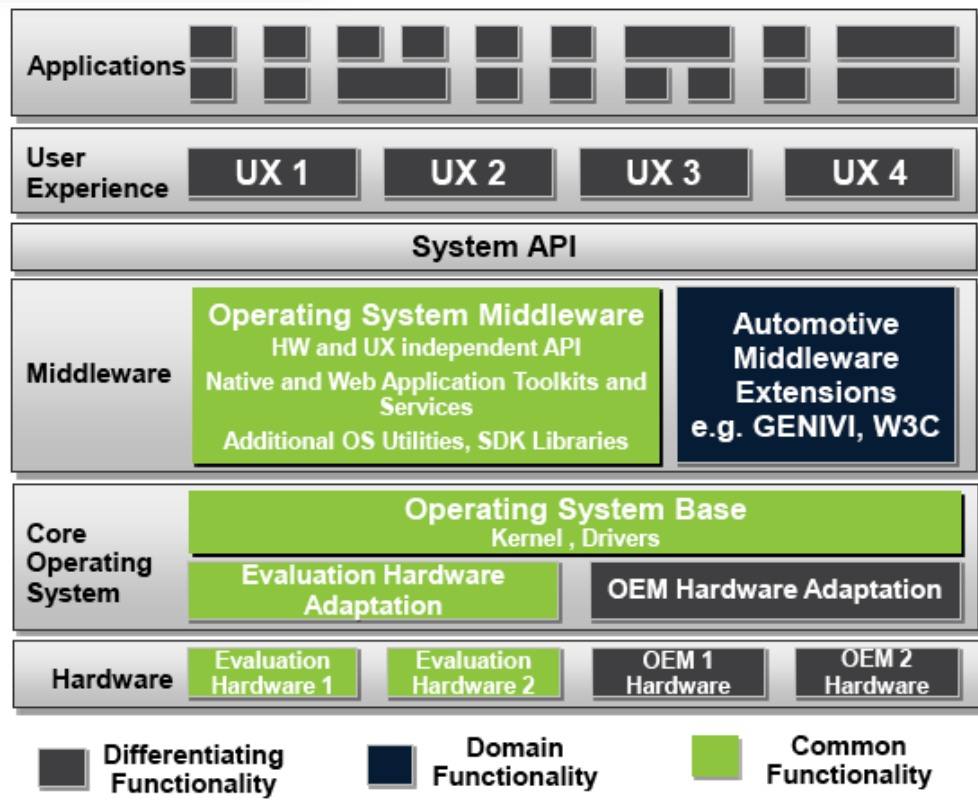 Applications
User
Experience
UX 1
UX 2
UX 3
UX 4
System API
Middleware
Operating System Middleware
HW and UX independent API
Native and Web Application Toolkits and
Services
Additional OS Utilities, SDK Libraries
Automotive
Middleware
Extensions
e.g. GENIVI, W3C
Core
Operating
System
Operating System Base
Kernel , Drivers
Evaluation Hardware
Adaptation
OEM Hardware Adaptation
Hardware
Evaluation
Hardware 1
Evaluation
Hardware 2
OEM 1
Hardware
OEM 2
Hardware
Differentiating
Functionality
Domain
Functionality
Common
Functionality